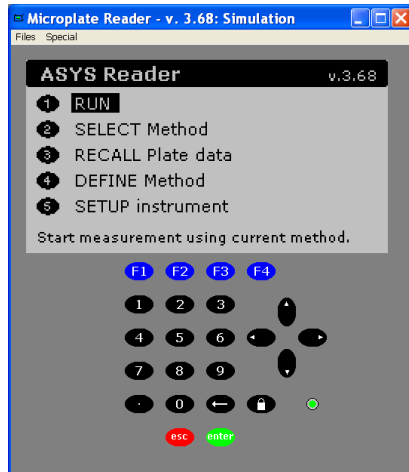 Microplate Reader - v. 3.68: Simulation
Files Special
ASYS Reader v.3.68
1 RUN
2 SELECT Method
3 RECALL Plate data
4 DEFINE Method
5 SETUP instrument
Start measurement using current method.
F1 F2 F3 F4
1 2 3
4 5 6
7 8 9
. 0 ←
esc enter